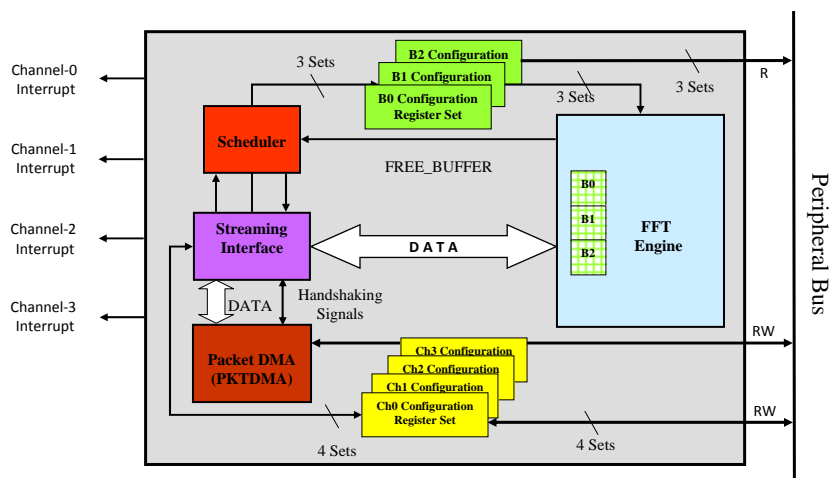 B2 Configuration
3 Sets
B1 Configuration
R
Channel-0
Interrupt
B0 Configuration
Register Set
3 Sets
3 Sets
Scheduler
Channel-1
Interrupt
FREE_BUFFER
B0
B1
B2
FFT
Engine
Peripheral Bus
Channel-2
Interrupt
Streaming
Interface
DATA
Channel-3
Interrupt
DATA
Handshaking
Signals
RW
Packet DMA
(PKTDMA)
Ch3 Configuration
Ch2 Configuration
Ch1 Configuration
Ch0 Configuration
Register Set
RW
4 Sets
4 Sets